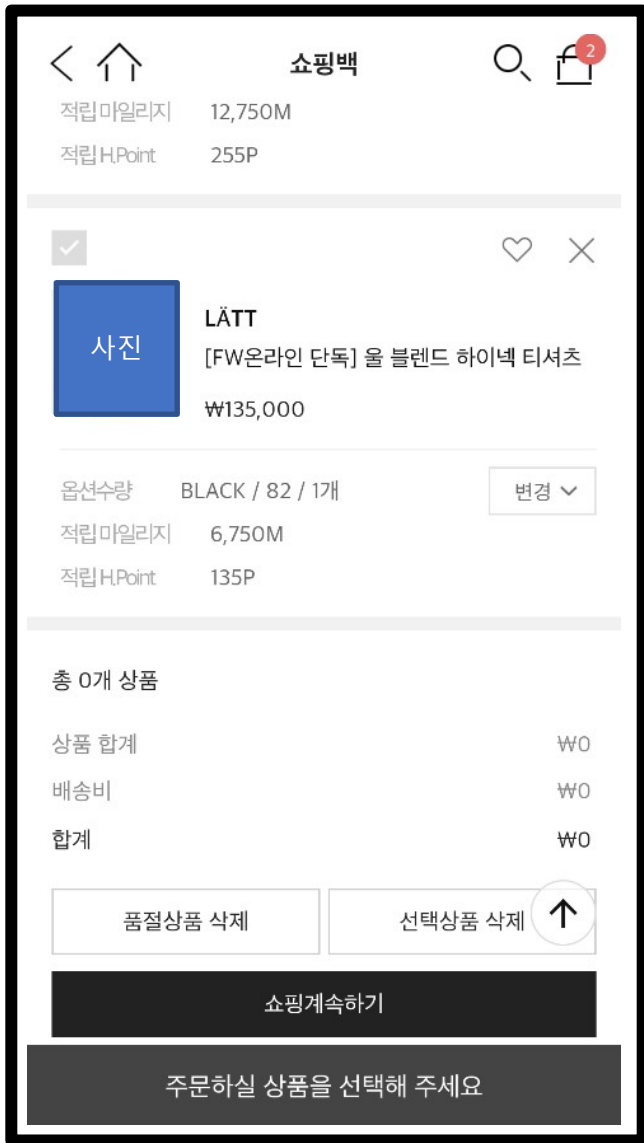 쇼핑백
2
적립마일리지 12,750M
적립H.Point 255P
사진
LÄTT
[FW온라인 단독] 울 블렌드 하이넥 티셔츠
₩135,000
옵션수량 BLACK / 82 / 1개 변경
적립마일리지 6,750M
적립H.Point 135P
총 0개 상품
상품 합계 ₩0
배송비 ₩0
합계 ₩0
품절상품 삭제 선택상품 삭제
쇼핑계속하기
주문하실 상품을 선택해 주세요